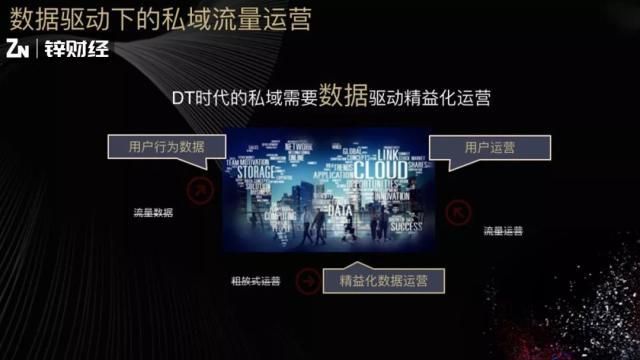 数据驱动下的私域流量运营
ZN | 锌财经
DT时代的私域需要数据驱动精益化运营
用户行为数据
用户运营
NETWORK
ONLINE
GLOBAL
LINK
TEAM MOTIVATION
STORAGE
APPLICATION
CLOUD
OPPORTUNITIES
INNOVATION
COMPUTING
DATA
SUCCESS
流量数据
流量运营
粗放式运营
精益化数据运营